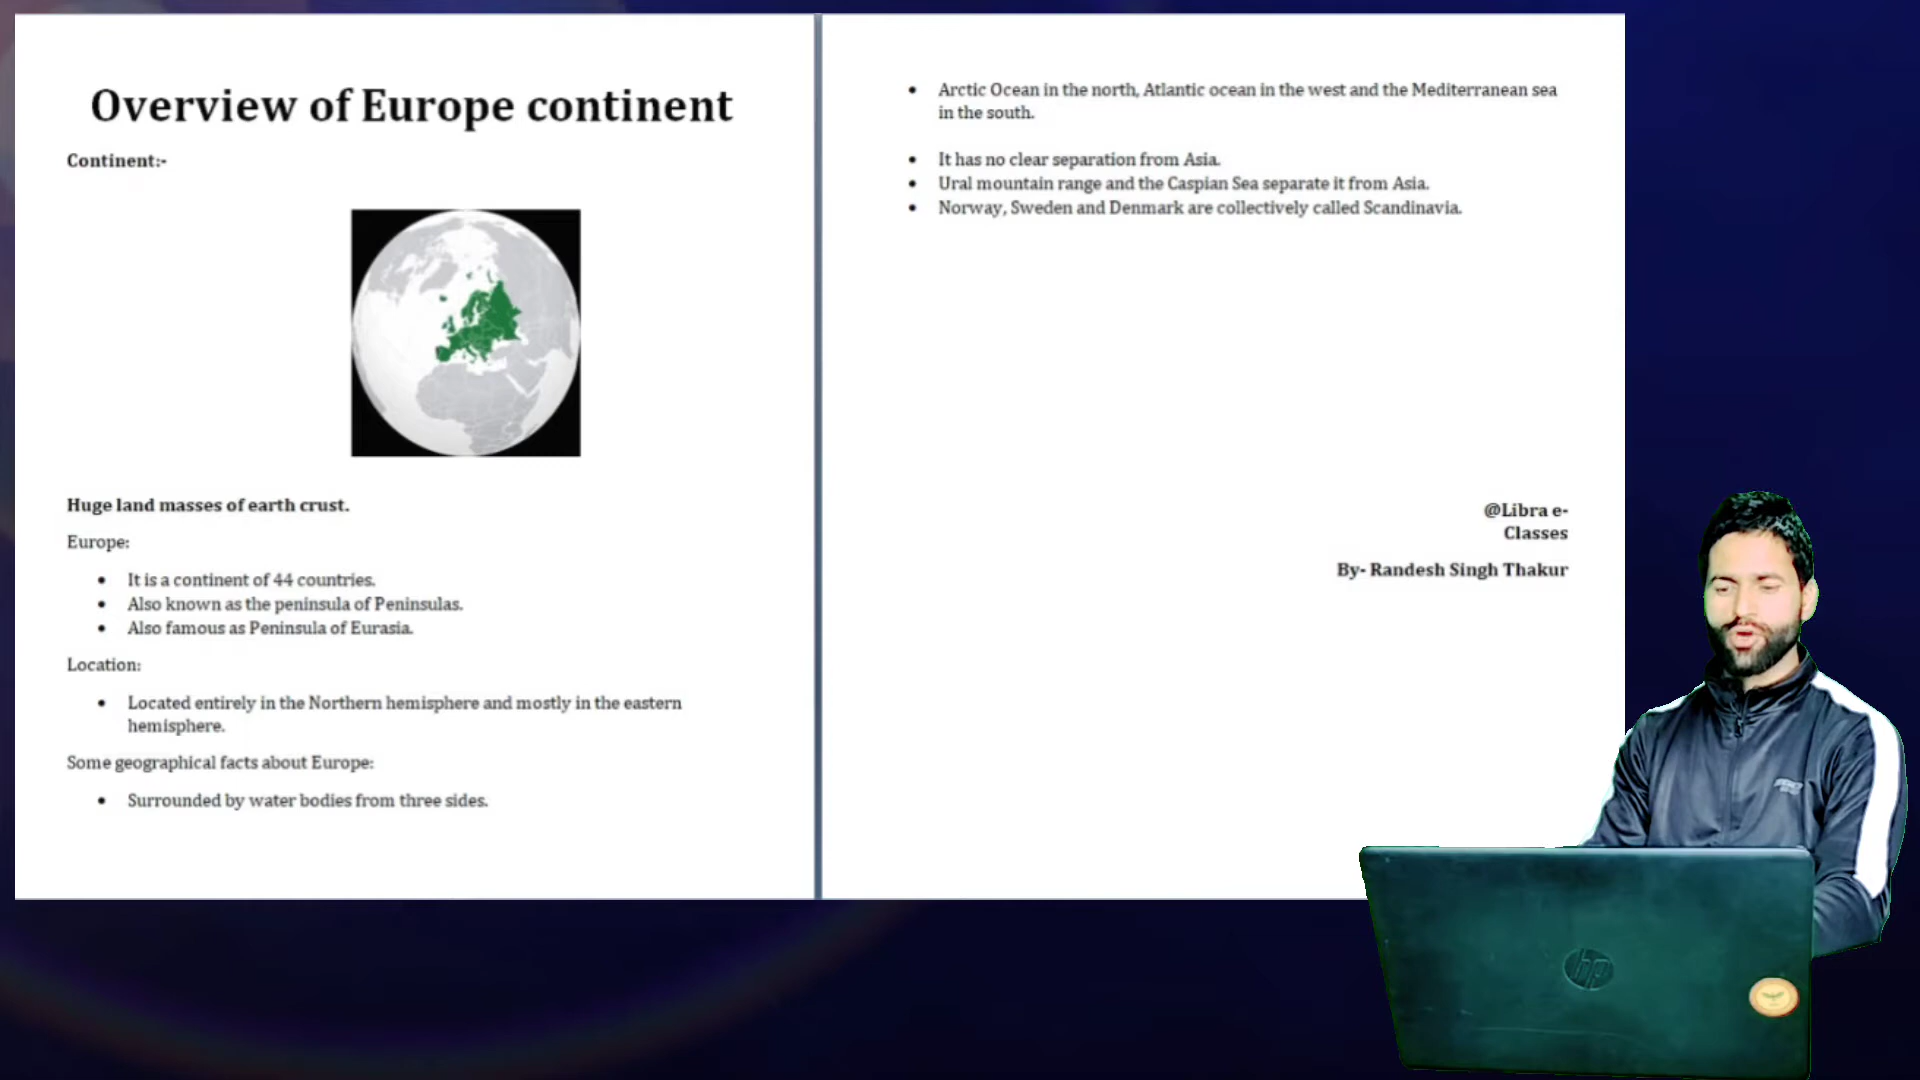 Overview of Europe continent
Continent:-
Huge land masses of earth crust.
Europe:
• It is a continent of 44 countries.
• Also known as the peninsula of Peninsulas.
• Also famous as Peninsula of Eurasia.
Location:
• Located entirely in the Northern hemisphere and mostly in the eastern
hemisphere.
Some geographical facts about Europe:
• Surrounded by water bodies from three sides.
• Arctic Ocean in the north, Atlantic ocean in the west and the Mediterranean sea
in the south.
• It has no clear separation from Asia.
• Ural mountain range and the Caspian Sea separate it from Asia.
• Norway, Sweden and Denmark are collectively called Scandinavia.
@Libra e-
Classes
By- Randesh Singh Thakur
hp